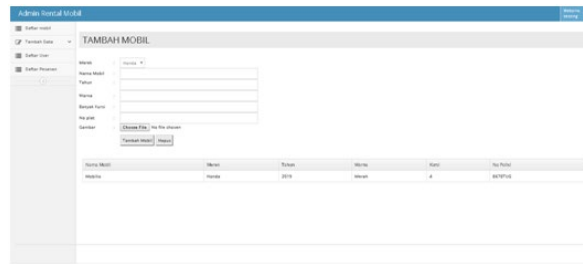 Admin Rental Mobil
Welcome
Daftar mobil
Tambah Data
Daftar User
Daftar Pesanan
TAMBAH MOBIL
Merek : Honda
Nama Mobil :
Tahun :
Warna :
Banyak Kursi :
No plat :
Gambar : Choose File No file chosen
Tambah Mobil Hapus
Nama Mobil Merek Tahun Warna Kursi No Polisi
Mobilio Honda Merah 4